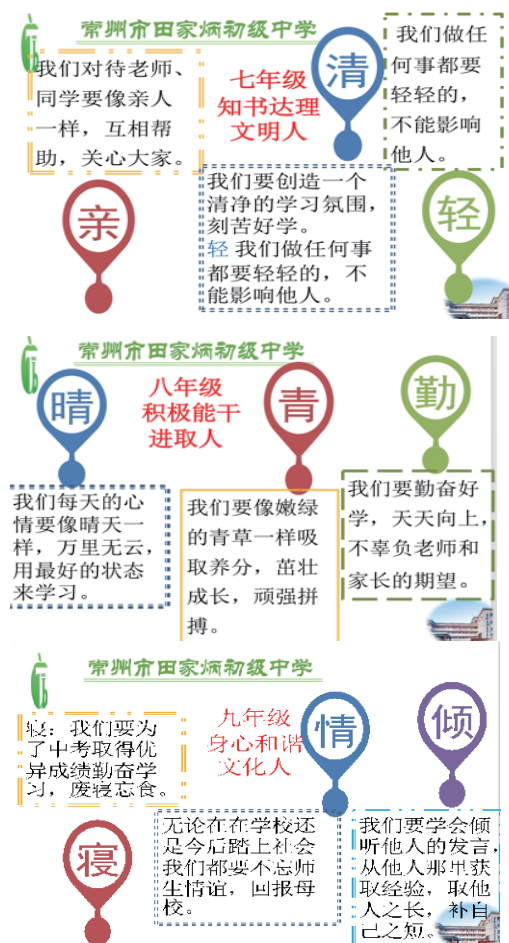 常州市田家炳初级中学
我们对待老师、
同学要像亲人
一样，互相帮
助，关心大家。
亲
七年级
知书达理
文明人
清
我们要创造一个
清净的学习氛围，
刻苦好学。
轻 我们做任何事
都要轻轻的，不
能影响他人。
我们做任
何事都要
轻轻的，
不能影响
他人。
轻
常州市田家炳初级中学
晴
我们每天的心
情要像晴天一
样，万里无云，
用最好的状态
来学习。
八年级
积极能干
进取人
青
我们要像嫩绿
的青草一样吸
取养分，茁壮
成长，顽强拼
搏。
勤
我们要勤奋好
学，天天向上，
不辜负老师和
家长的期望。
常州市田家炳初级中学
寝：我们要为
了中考取得优
异成绩勤奋学
习，废寝忘食。
寝
九年级
身心和谐
文化人
情
无论在在学校还
是今后踏上社会
我们都要不忘师
生情谊，回报母
校。
倾
我们要学会倾
听他人的发言，
从他人那里获
取经验，取他
人之长，补自
己之短。